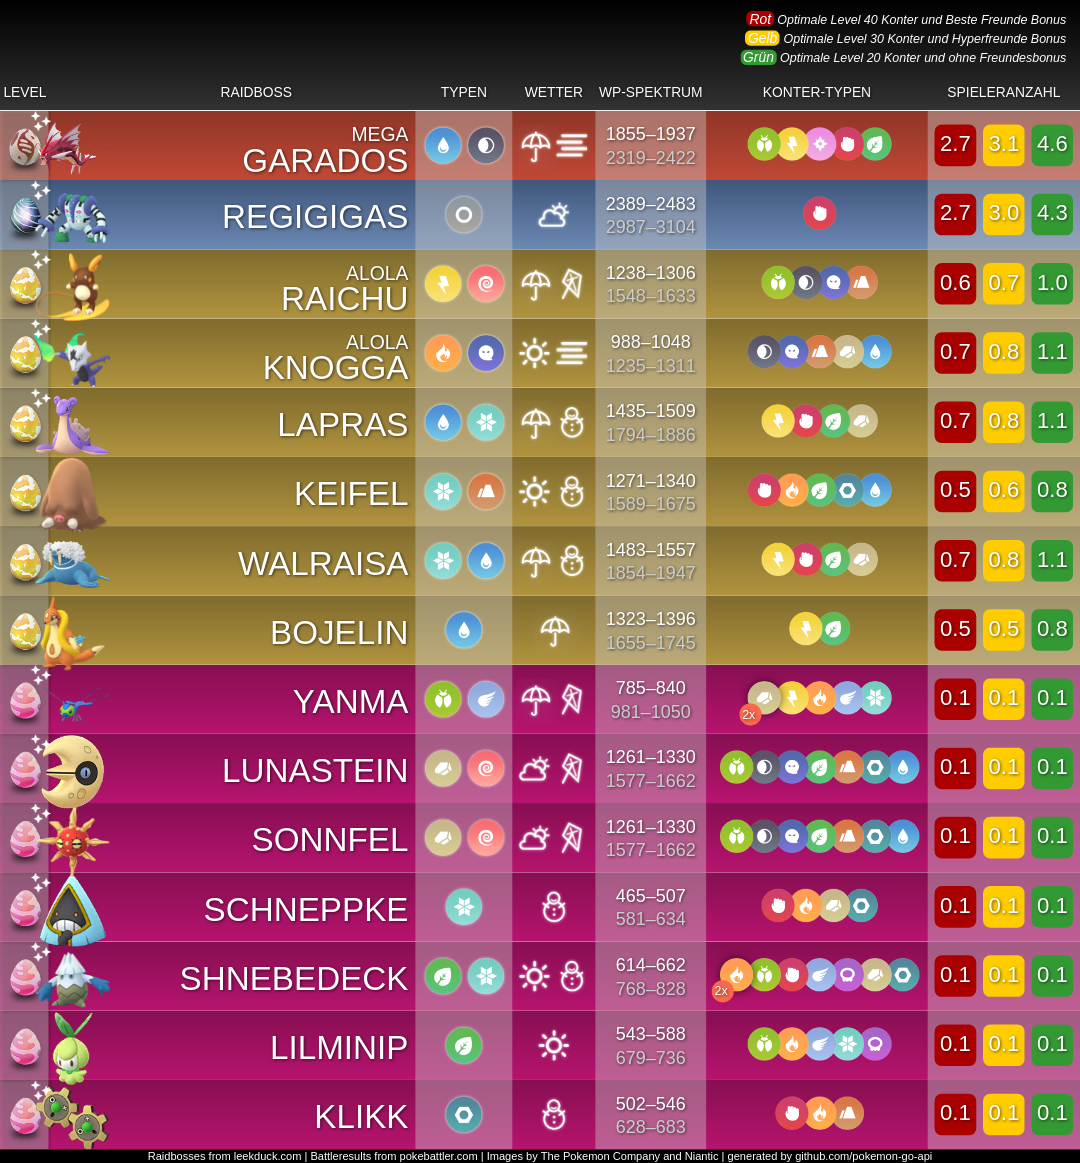 Rot Optimale Level 40 Konter und Beste Freunde Bonus
Gelb Optimale Level 30 Konter und Hyperfreunde Bonus
Grün Optimale Level 20 Konter und ohne Freundesbonus
LEVEL RAIDBOSS TYPEN WETTER WP-SPEKTRUM KONTER-TYPEN SPIELERANZAHL
MEGA
GARADOS
1855–1937
2319–2422
2.7 3.1 4.6
REGIGIGAS
2389–2483
2987–3104
2.7 3.0 4.3
ALOLA
RAICHU
1238–1306
1548–1633
0.6 0.7 1.0
ALOLA
KNOGGA
988–1048
1235–1311
0.7 0.8 1.1
LAPRAS
1435–1509
1794–1886
0.7 0.8 1.1
KEIFEL
1271–1340
1589–1675
0.5 0.6 0.8
WALRAISA
1483–1557
1854–1947
0.7 0.8 1.1
BOJELIN
1323–1396
1655–1745
0.5 0.5 0.8
YANMA
785–840
981–1050
2x
0.1 0.1 0.1
LUNASTEIN
1261–1330
1577–1662
0.1 0.1 0.1
SONNFEL
1261–1330
1577–1662
0.1 0.1 0.1
SCHNEPPKE
465–507
581–634
0.1 0.1 0.1
SHNEBEDECK
614–662
768–828
2x
0.1 0.1 0.1
LILMINIP
543–588
679–736
0.1 0.1 0.1
KLIKK
502–546
628–683
0.1 0.1 0.1
Raidbosses from leekduck.com | Battleresults from pokebattler.com | Images by The Pokemon Company and Niantic | generated by github.com/pokemon-go-api